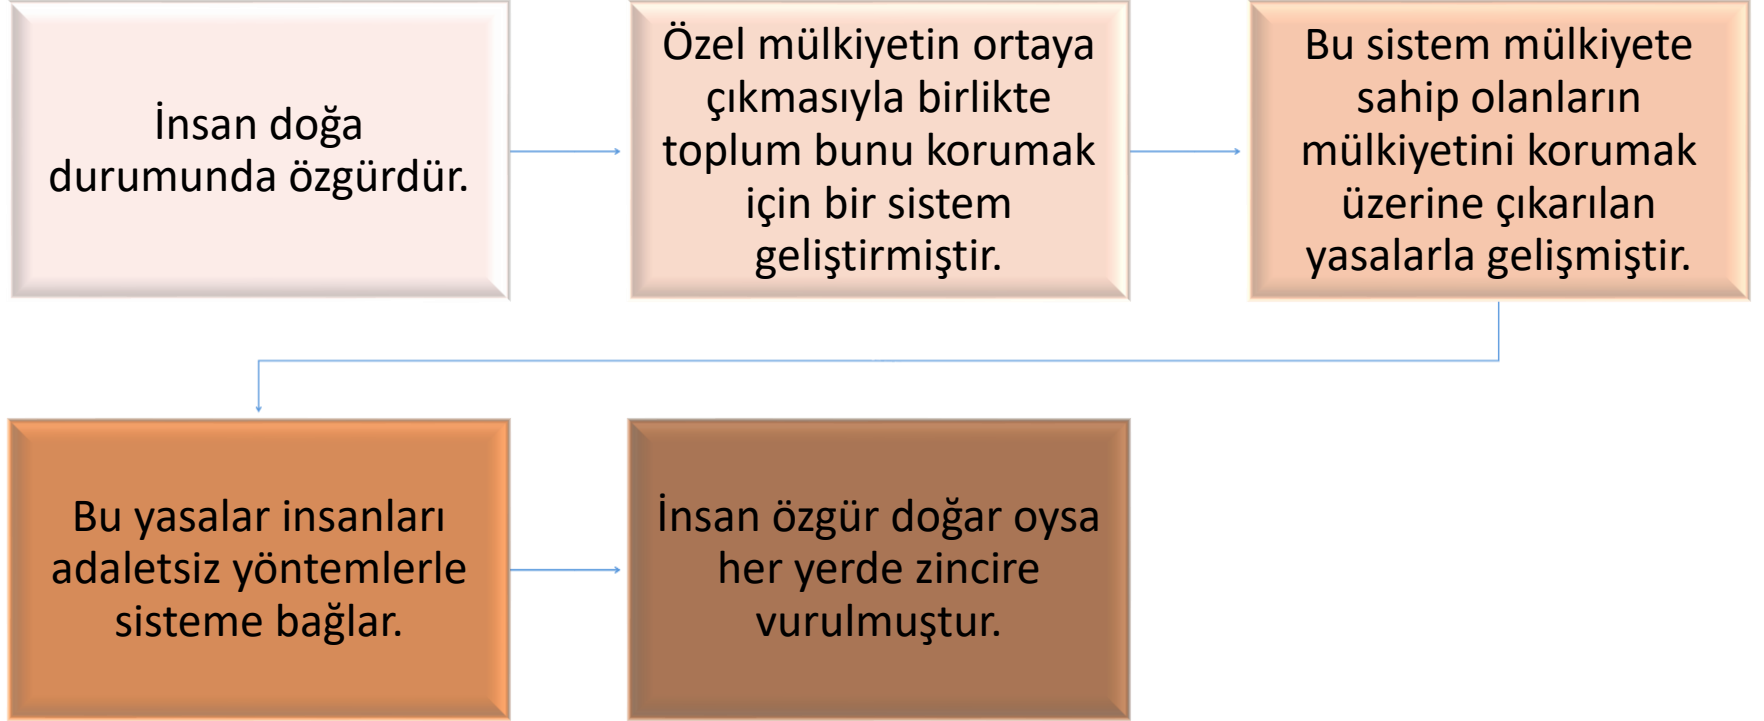 İnsan doğa
durumunda özgürdür.
Özel mülkiyetin ortaya
çıkmasıyla birlikte
toplum bunu korumak
için bir sistem
geliştirmiştir.
Bu sistem mülkiyete
sahip olanların
mülkiyetini korumak
üzerine çıkarılan
yasalarla gelişmiştir.
Bu yasalar insanları
adaletsiz yöntemlerle
sisteme bağlar.
İnsan özgür doğar oysa
her yerde zincire
vurulmuştur.